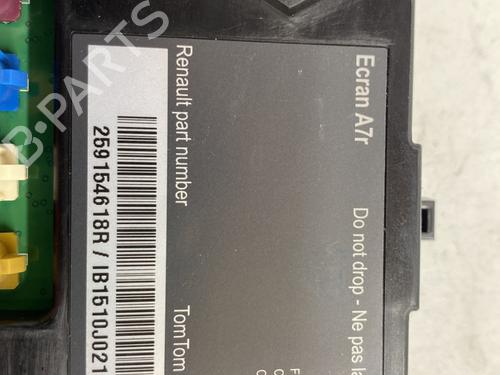 Ecran A7r
Do not drop - Ne pas la
Renault part number
TomTom
259154618R / IB1510J021
B-PARTS